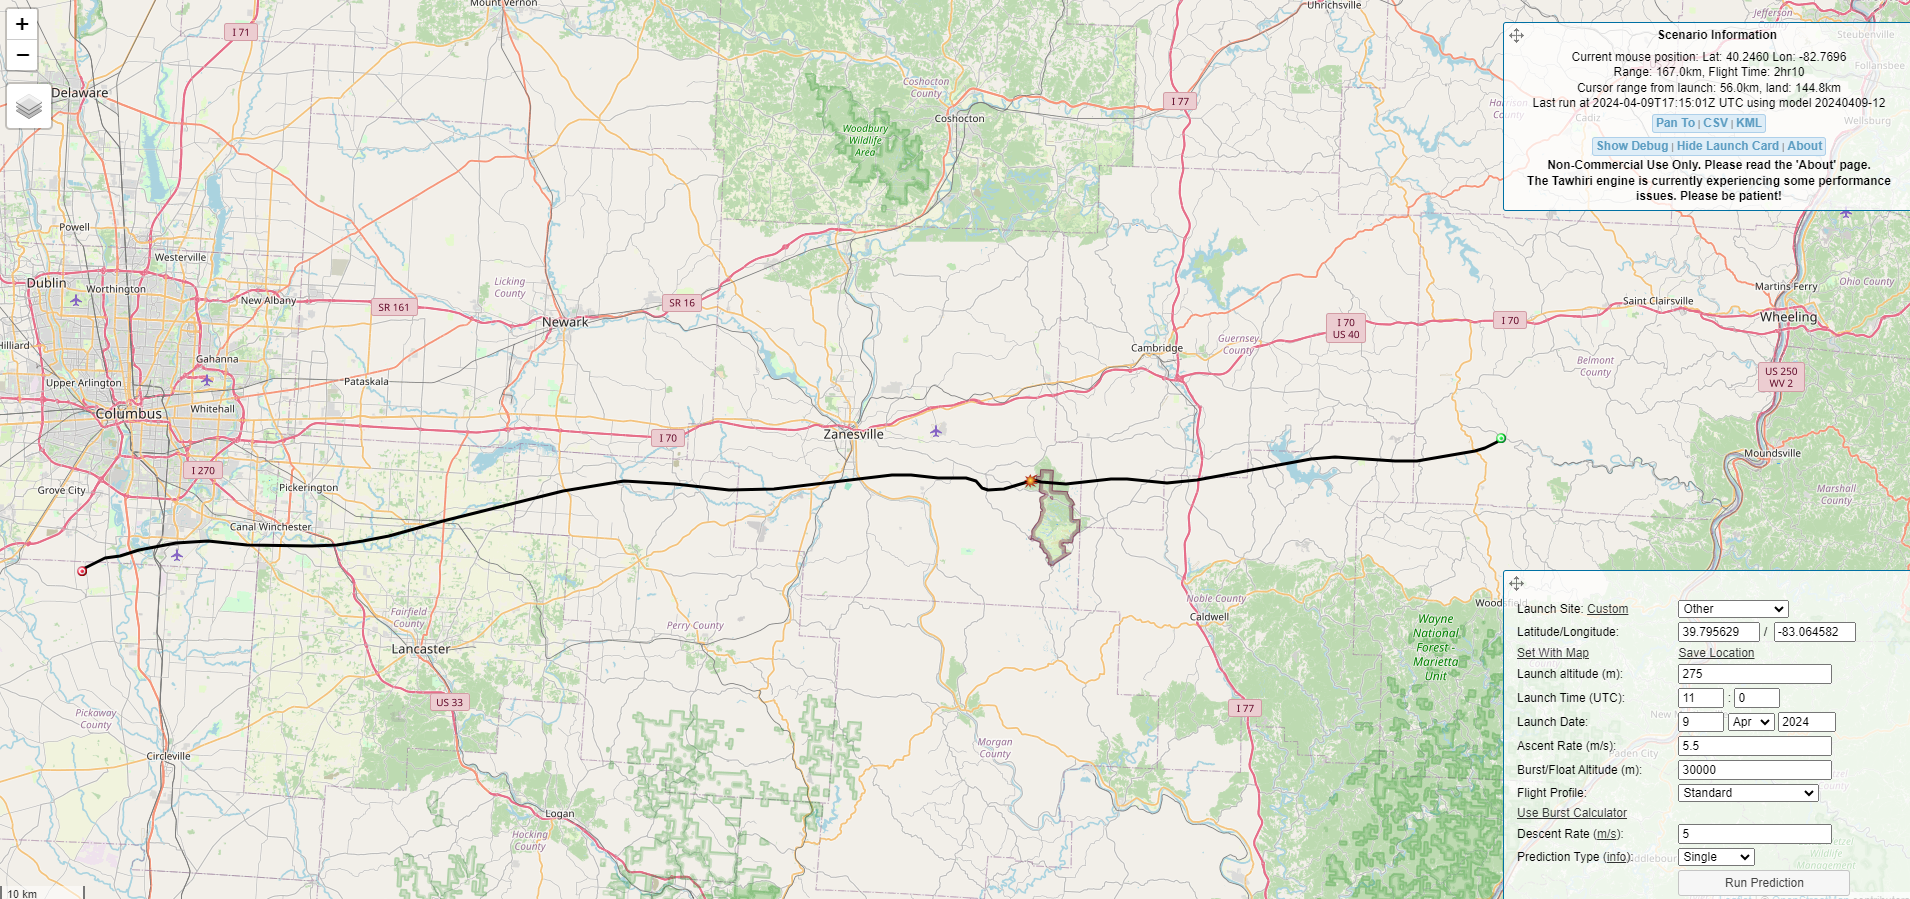 +
−
Mount Vernon
Uhrichsville
I 71
Jefferson
Steubenville
Scenario Information
Current mouse position: Lat: 40.2460 Lon: -82.7696
Range: 167.0km, Flight Time: 2hr10
Cursor range from launch: 56.0km, land: 144.8km
Last run at 2024-04-09T17:15:01Z UTC using model 20240409-12
Pan To | CSV | KML
Show Debug | Hide Launch Card | About
Non-Commercial Use Only. Please read the 'About' page.
The Tawhiri engine is currently experiencing some performance
issues. Please be patient!
Follansbee
Harrison
County
Cadiz
Wellsburg
Delaware
Coshocton
County
I 77
Coshocton
Woodbury
Wildlife
Area
Powell
Westerville
Dublin
Worthington
New Albany
SR 161
Licking
County
Newark
SR 16
Martins Ferry
Ohio County
Saint Clairsville
Wheeling
I 70
US 40
I 70
Hilliard
Gahanna
Upper Arlington
Pataskala
Columbus
Whitehall
Cambridge
Guernsey
County
Belmont
County
US 250
WV 2
I 70
Zanesville
Moundsville
I 270
Grove City
Pickerington
Canal Winchester
Marshall
County
Fairfield
County
Perry County
Lancaster
Noble County
Caldwell
Wayne
National
Forest -
Marietta
Unit
US 33
I 77
Pickaway
County
Circleville
Morgan
County
Logan
Hocking
County
10 km
Launch Site: Custom
Other
Latitude/Longitude:
39.795629 / -83.064582
Set With Map
Save Location
Launch altitude (m):
275
Launch Time (UTC):
11 : 0
Launch Date:
9 Apr 2024
Ascent Rate (m/s):
5.5
Burst/Float Altitude (m):
30000
Flight Profile:
Standard
Use Burst Calculator
Descent Rate (m/s):
5
Prediction Type (info):
Single
Run Prediction
Paden City
Wildlife
Management
Area